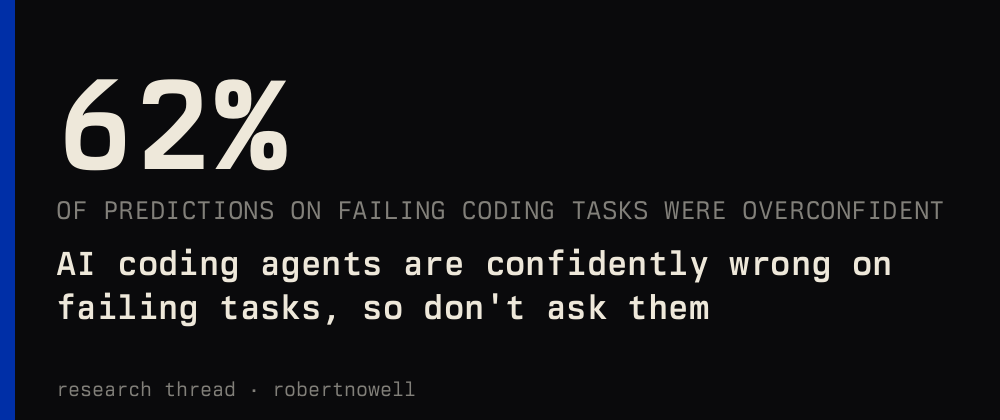 62%
OF PREDICTIONS ON FAILING CODING TASKS WERE OVERCONFIDENT
AI coding agents are confidently wrong on
failing tasks, so don't ask them
research thread · robertnowell